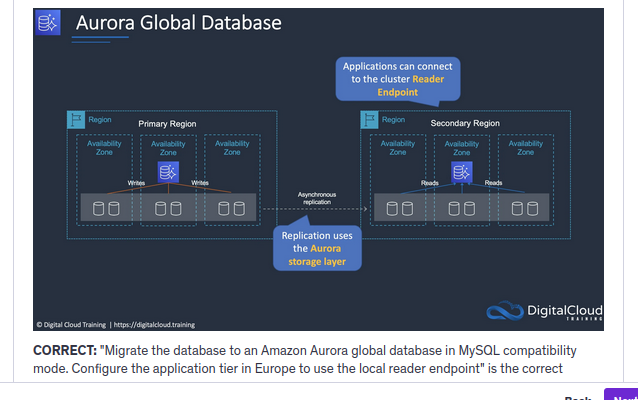 Aurora Global Database
Applications can connect
to the cluster Reader
Endpoint
Region
Primary Region
Availability
Zone
Availability
Zone
Availability
Zone
Writes
Writes
Asynchronous
replication
Replication uses
the Aurora
storage layer
Region
Secondary Region
Availability
Zone
Availability
Zone
Availability
Zone
Reads
Reads
DigitalCloud
TRAINING
© Digital Cloud Training | https://digitalcloud.training
CORRECT: "Migrate the database to an Amazon Aurora global database in MySQL compatibility
mode. Configure the application tier in Europe to use the local reader endpoint" is the correct